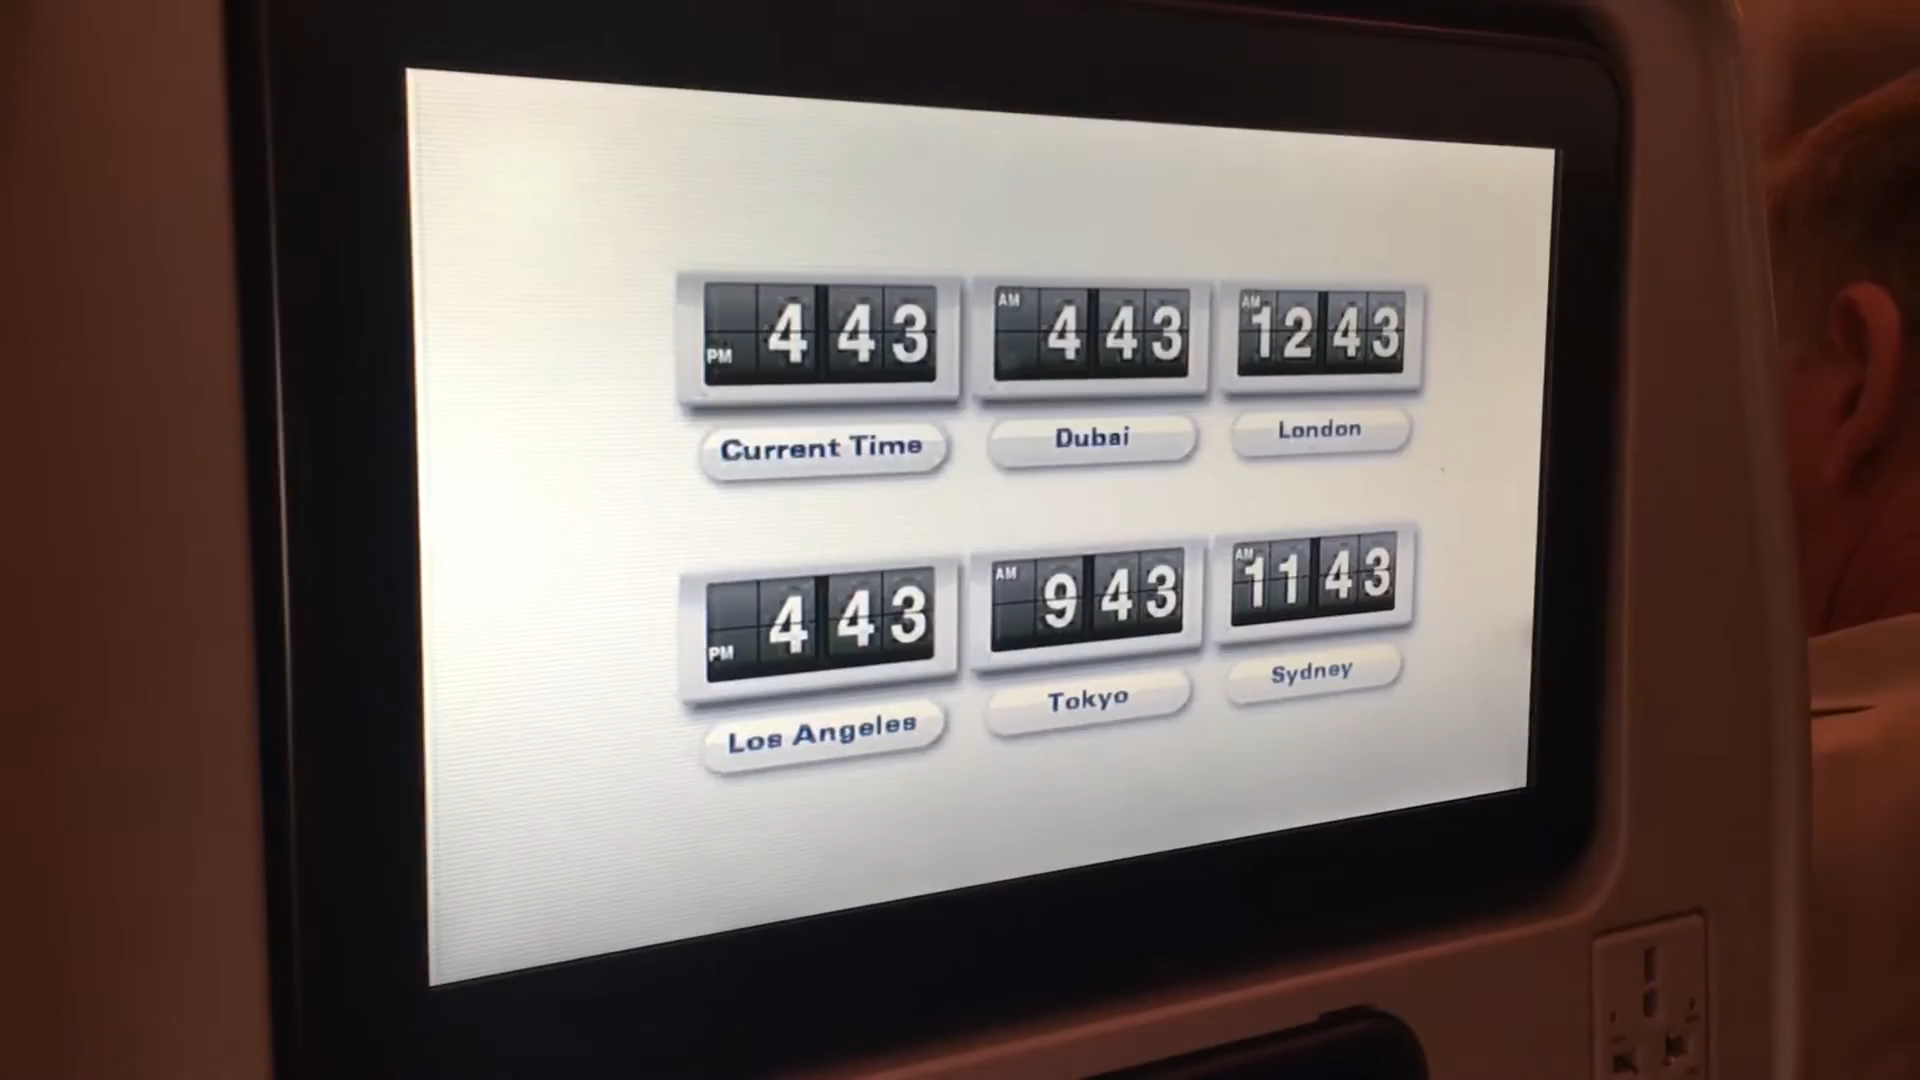 PM 4 43
AM 4 43
AM 12 43
Current Time
Dubai
London
PM 4 43
AM 9 43
AM 11 43
Los Angeles
Tokyo
Sydney